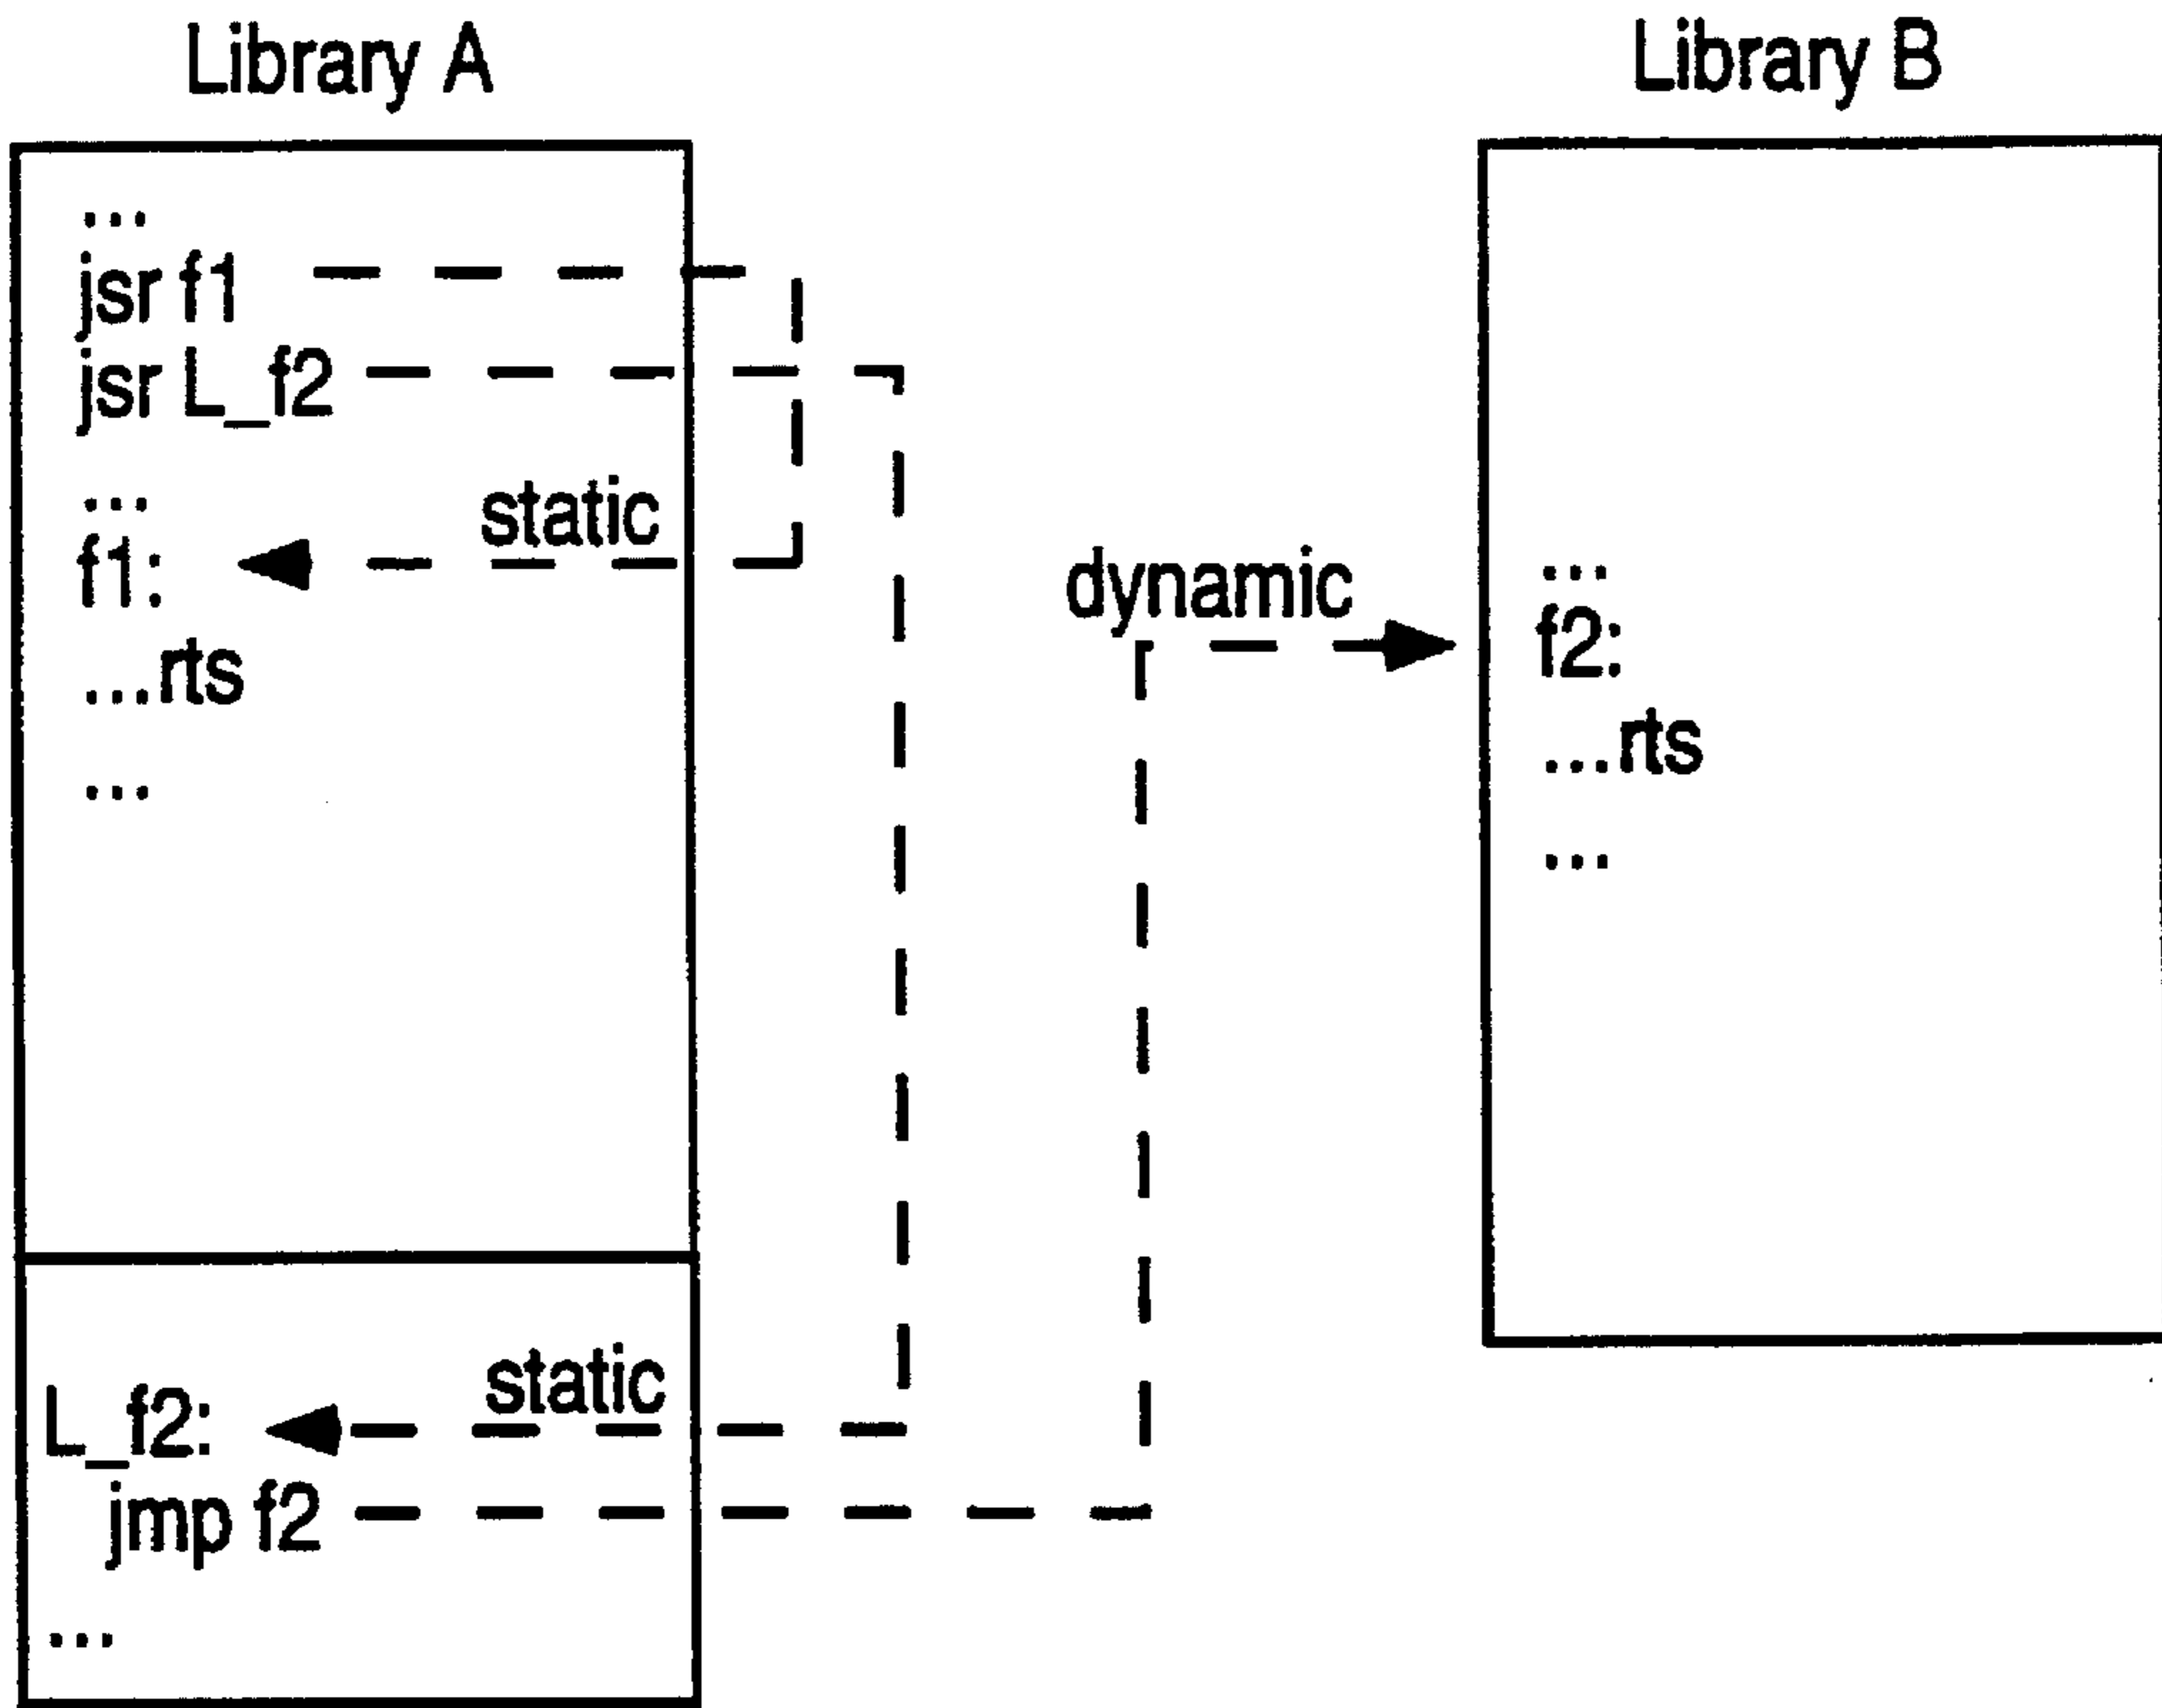 Library A
...
jsr f1
jsr L_f2
...
static
f1:
...rts
...
static
L_f2:
jmp f2
...
dynamic
Library B
...
f2:
...rts
...